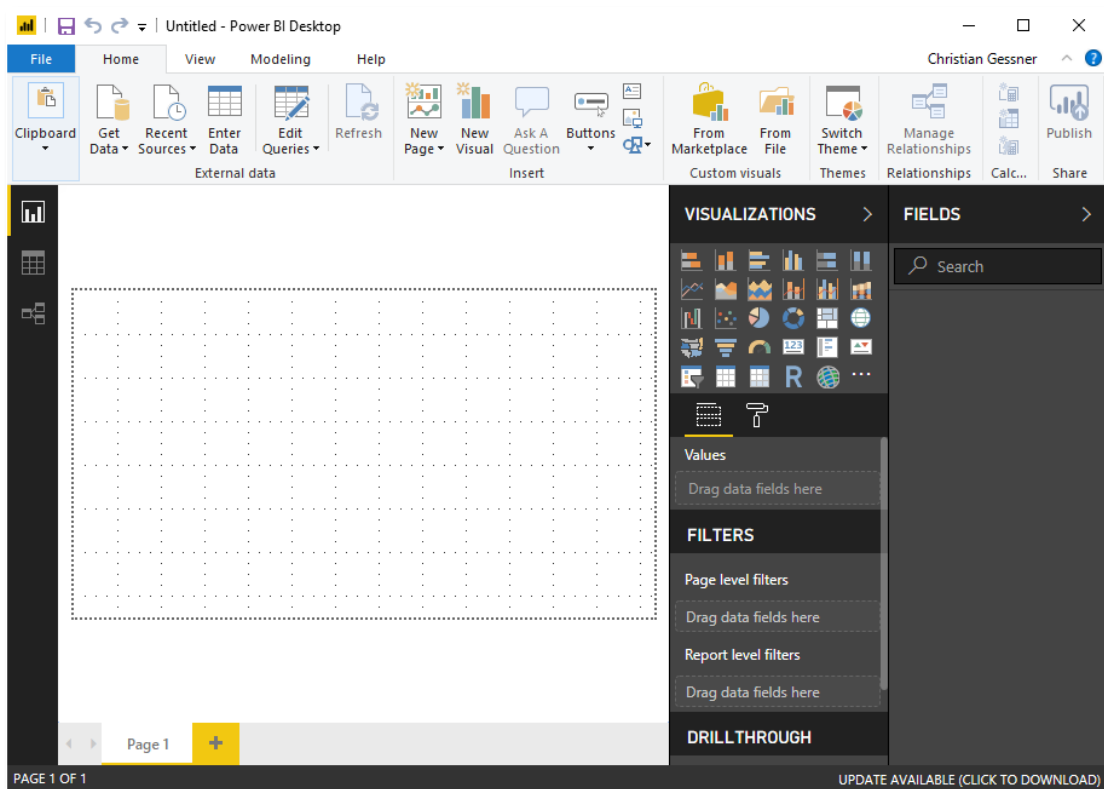 Untitled - Power BI Desktop
File Home View Modeling Help Christian Gessner ?
Clipboard
Get Data
Recent Sources
Enter Data
Edit Queries
Refresh
New Page
New Visual
Ask A Question
Buttons
From Marketplace
From File
Switch Theme
Manage Relationships
Publish
External data
Insert
Custom visuals
Themes
Relationships
Calc...
Share
VISUALIZATIONS
FIELDS
Search
123
R
...
Values
Drag data fields here
FILTERS
Page level filters
Drag data fields here
Report level filters
Drag data fields here
DRILLTHROUGH
Page 1 +
PAGE 1 OF 1
UPDATE AVAILABLE (CLICK TO DOWNLOAD)